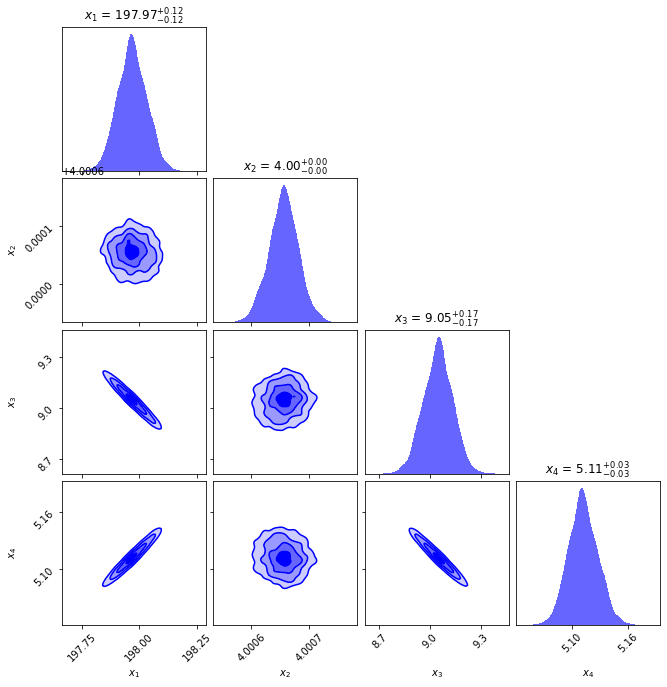 x₁ = 197.97⁺⁰·¹²₋₀.₁₂
+4.0006
x₂ = 4.00⁺⁰·⁰⁰₋₀.₀₀
x₂
0.0001
0.0000
x₃ = 9.05⁺⁰·¹⁷₋₀.₁₇
x₃
9.3
9.0
8.7
x₄ = 5.11⁺⁰·⁰³₋₀.₀₃
x₄
5.16
5.10
197.75 198.00 198.25 4.0006 4.0007 8.7 9.0 9.3 5.10 5.16
x₁ x₂ x₃ x₄